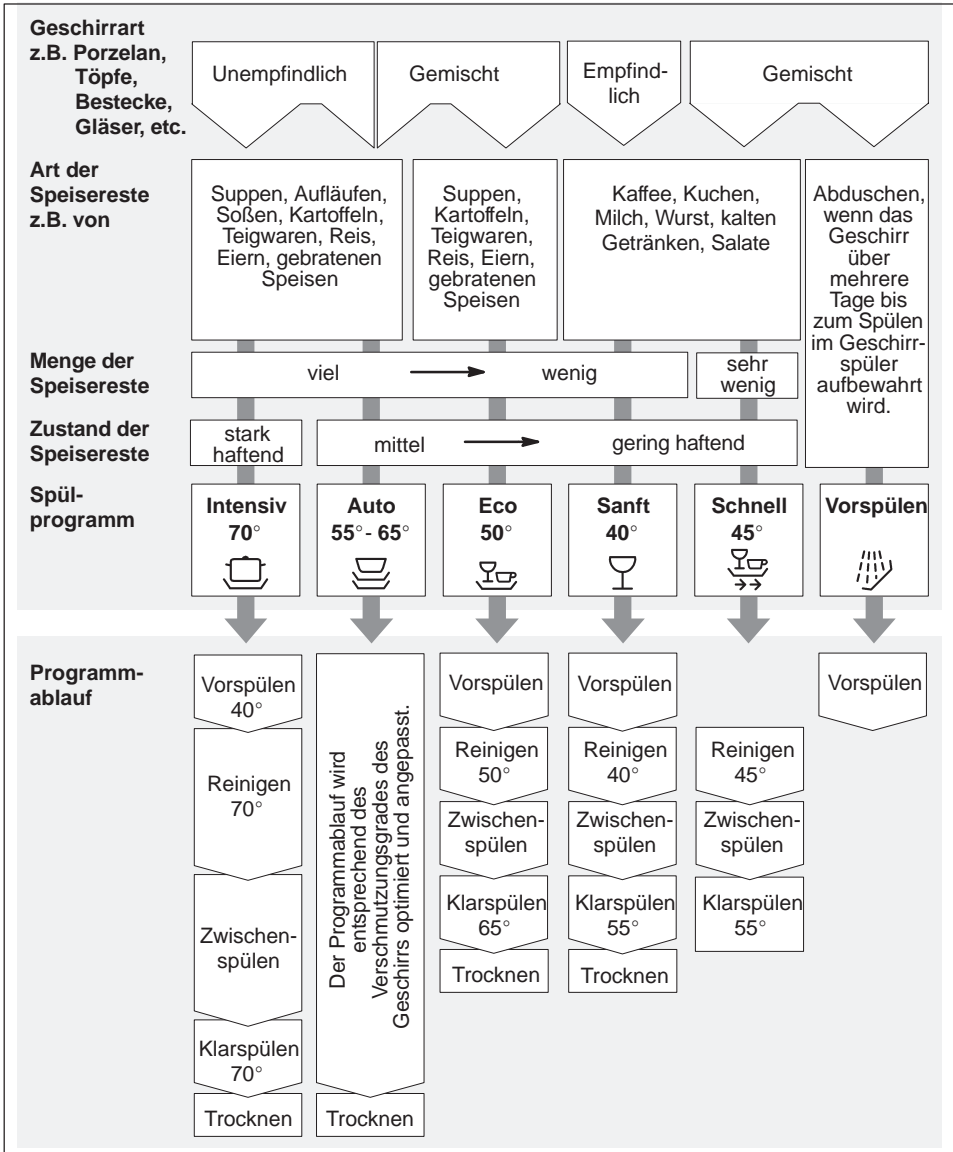 Geschirrart
z.B. Porzelan,
Töpfe,
Bestecke,
Gläser, etc.
Unempfindlich
Gemischt
Empfind-
lich
Gemischt
Art der
Speisereste
z.B. von
Suppen, Aufläufen,
Soßen, Kartoffeln,
Teigwaren, Reis,
Eiern, gebratenen
Speisen
Suppen,
Kartoffeln,
Teigwaren,
Reis, Eiern,
gebratenen
Speisen
Kaffee, Kuchen,
Milch, Wurst, kalten
Getränken, Salate
Abduschen,
wenn das
Geschirr
über
mehrere
Tage bis
zum Spülen
im Geschirr-
spüler
aufbewahrt
wird.
Menge der
Speisereste
viel
wenig
sehr
wenig
Zustand der
Speisereste
stark
haftend
mittel
gering haftend
Spül-
programm
Intensiv
70°
Auto
55°- 65°
Eco
50°
Sanft
40°
Schnell
45°
Vorspülen
Programm-
ablauf
Vorspülen
40°
Reinigen
70°
Zwischen-
spülen
Klarspülen
70°
Trocknen
Der Programmablauf wird
entsprechend des
Verschmutzungsgrades des
Geschirrs optimiert und angepasst.
Trocknen
Vorspülen
Reinigen
50°
Zwischen-
spülen
Klarspülen
65°
Trocknen
Vorspülen
Reinigen
40°
Zwischen-
spülen
Klarspülen
55°
Trocknen
Reinigen
45°
Zwischen-
spülen
Klarspülen
55°
Vorspülen